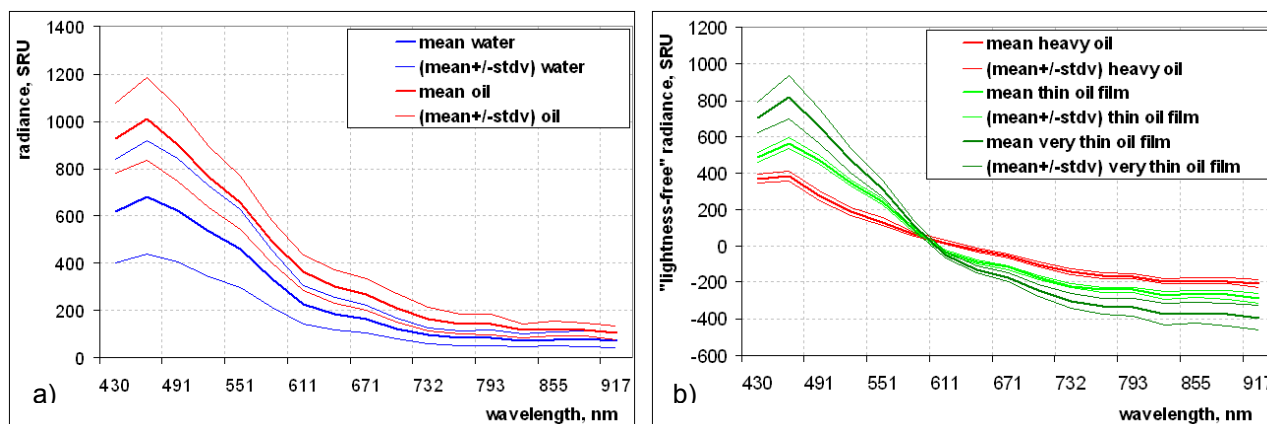 radiance, SRU
1400
1200
1000
800
600
400
200
0
mean water
(mean+/-stdv) water
mean oil
(mean+/-stdv) oil
430 491 551 611 671 732 793 855 917
a)
wavelength, nm
"lightness-free" radiance, SRU
1200
1000
800
600
400
200
0
-200
-400
-600
mean heavy oil
(mean+/-stdv) heavy oil
mean thin oil film
(mean+/-stdv) thin oil film
mean very thin oil film
(mean+/-stdv) very thin oil film
430 491 551 611 671 732 793 855 917
b)
wavelength, nm